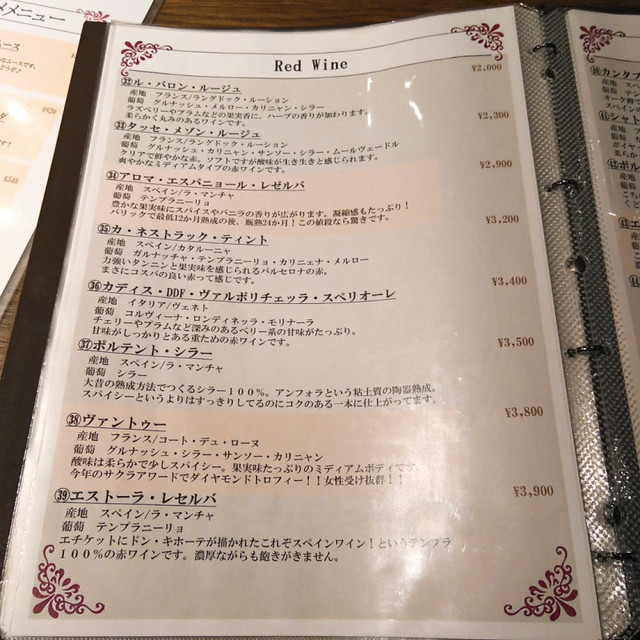 メニュー
ムース
Red Wine
㉜ル・バロン・ルージュ ¥2,000
産地 フランス/ラングドック・ルーション
葡萄 グルナッシュ・メルロー・カリニャン・シラー
ラズベリーやプラムなどの果実香に、ハーブの香りが加わります。
柔らかく丸みのあるワインです。
㉝タッセ・メゾン・ルージュ ¥2,300
産地 フランス/ラングドック・ルーション
葡萄 グルナッシュ・カリニャン・サンソー・シラー・ムールヴェードル
クリアで鮮やかな赤。ソフトですが酸味が生き生きと感じられます。
爽やかなミディアムタイプの赤ワインです。
㉞アロマ・エスパニョール・レゼルバ ¥2,900
産地 スペイン/ラ・マンチャ
葡萄 テンプラニーリョ
豊かな果実味にスパイスやバニラの香りが広がります。凝縮感もたっぷり！
バリックで最低12か月熟成の後、瓶熟24か月！この値段なら驚きです。
㉟カ・ネストラック・ティント ¥3,200
産地 スペイン/カタルーニャ
葡萄 ガルナッチャ・テンプラニーリョ・カリニェナ・メルロー
力強いタンニンと果実味を感じられるバルセロナの赤。
まさにコスパの良い赤って感じです。
㊱カディス・DDF・ヴァルポリチェッラ・スペリオーレ ¥3,400
産地 イタリア/ヴェネト
葡萄 コルヴィーナ・ロンディネッラ・モリナーラ
チェリーやプラムなど深みのあるベリー系の甘味がたっぷり。
甘味がしっかりとある重ための赤ワインです。
㊲ポルテント・シラー ¥3,500
産地 スペイン/ラ・マンチャ
葡萄 シラー
大昔の熟成方法でつくるシラー１００％。アンフォラという粘土質の陶器熟成。
スパイシーというよりはすっきりしてるのにコクのある一本に仕上がってます。
㊳ヴァントゥー ¥3,800
産地 フランス/コート・デュ・ローヌ
葡萄 グルナッシュ・シラー・サンソー・カリニャン
酸味は柔らかで少しスパイシー。果実味たっぷりのミディアムボディです。
今年のサクラアワードでダイヤモンドトロフィー！！女性受け抜群！！
㊴エストーラ・レセルバ ¥3,900
産地 スペイン/ラ・マンチャ
葡萄 テンプラニーリョ
エチケットにドン・キホーテが描かれたこれぞスペインワイン！というテンプラ
１００％の赤ワインです。濃厚ながらも飽きがきません。
㊵カンタ
㊶シャト